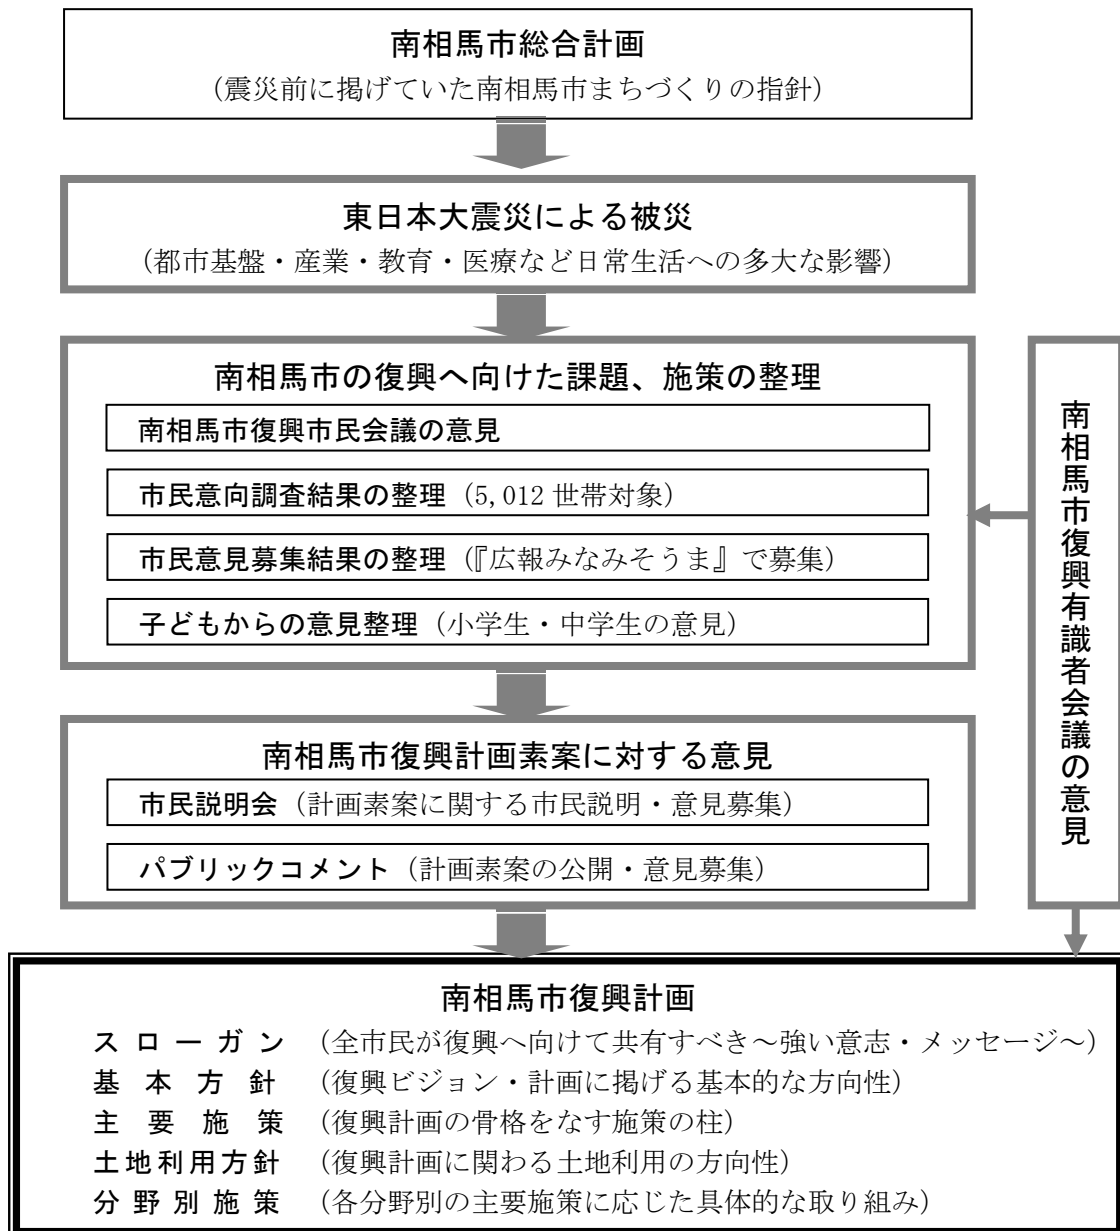 南相馬市総合計画
（震災前に掲げていた南相馬市まちづくりの指針）
東日本大震災による被災
（都市基盤・産業・教育・医療など日常生活への多大な影響）
南相馬市の復興へ向けた課題、施策の整理
南相馬市復興市民会議の意見
市民意向調査結果の整理（5,012 世帯対象）
市民意見募集結果の整理（『広報みなみそうま』で募集）
子どもからの意見整理（小学生・中学生の意見）
南相馬市復興有識者会議の意見
南相馬市復興計画素案に対する意見
市民説明会（計画素案に関する市民説明・意見募集）
パブリックコメント（計画素案の公開・意見募集）
南相馬市復興計画
スローガン（全市民が復興へ向けて共有すべき～強い意志・メッセージ～）
基本方針（復興ビジョン・計画に掲げる基本的な方向性）
主要施策（復興計画の骨格をなす施策の柱）
土地利用方針（復興計画に関わる土地利用の方向性）
分野別施策（各分野別の主要施策に応じた具体的な取り組み）